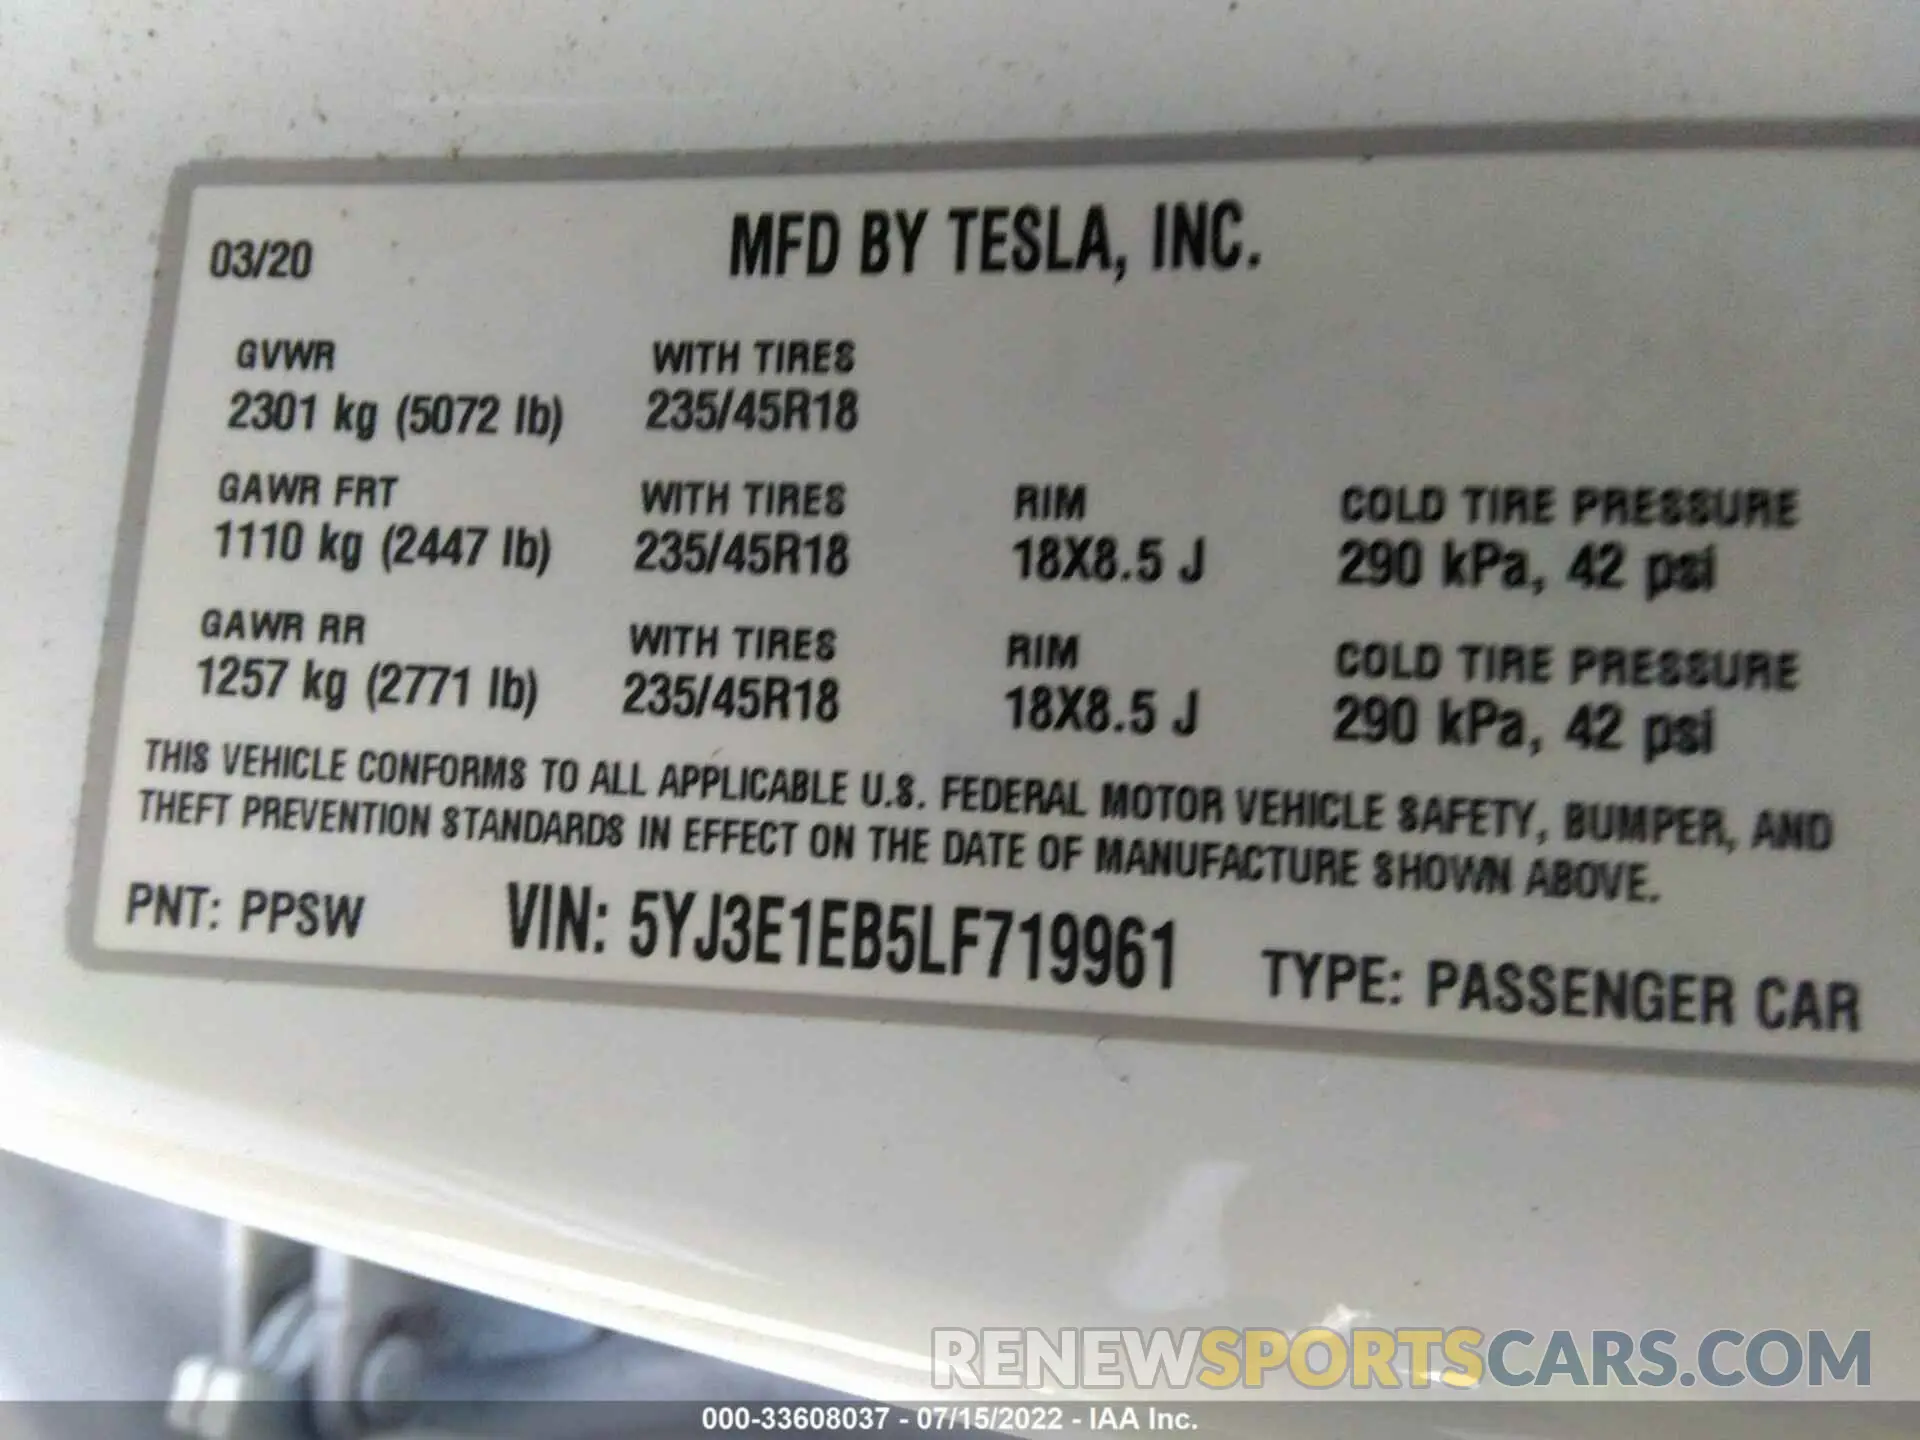 03/20 MFD BY TESLA, INC.
GVWR WITH TIRES
2301 kg (5072 lb) 235/45R18
GAWR FRT WITH TIRES RIM COLD TIRE PRESSURE
1110 kg (2447 lb) 235/45R18 18X8.5 J 290 kPa, 42 psi
GAWR RR WITH TIRES RIM COLD TIRE PRESSURE
1257 kg (2771 lb) 235/45R18 18X8.5 J 290 kPa, 42 psi
THIS VEHICLE CONFORMS TO ALL APPLICABLE U.S. FEDERAL MOTOR VEHICLE SAFETY, BUMPER, AND
THEFT PREVENTION STANDARDS IN EFFECT ON THE DATE OF MANUFACTURE SHOWN ABOVE.
PNT: PPSW VIN: 5YJ3E1EB5LF719961 TYPE: PASSENGER CAR
RENEWSPORTSCARS.COM
000-33608037 - 07/15/2022 - IAA Inc.